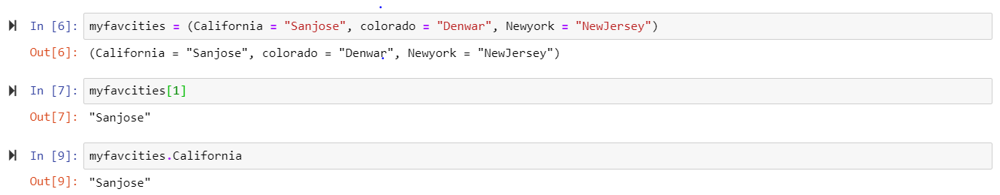 In [6]: myfavcities = (California = "Sanjose", colorado = "Denwar", Newyork = "NewJersey")
Out[6]: (California = "Sanjose", colorado = "Denwar", Newyork = "NewJersey")
In [7]: myfavcities[1]
Out[7]: "Sanjose"
In [9]: myfavcities.California
Out[9]: "Sanjose"